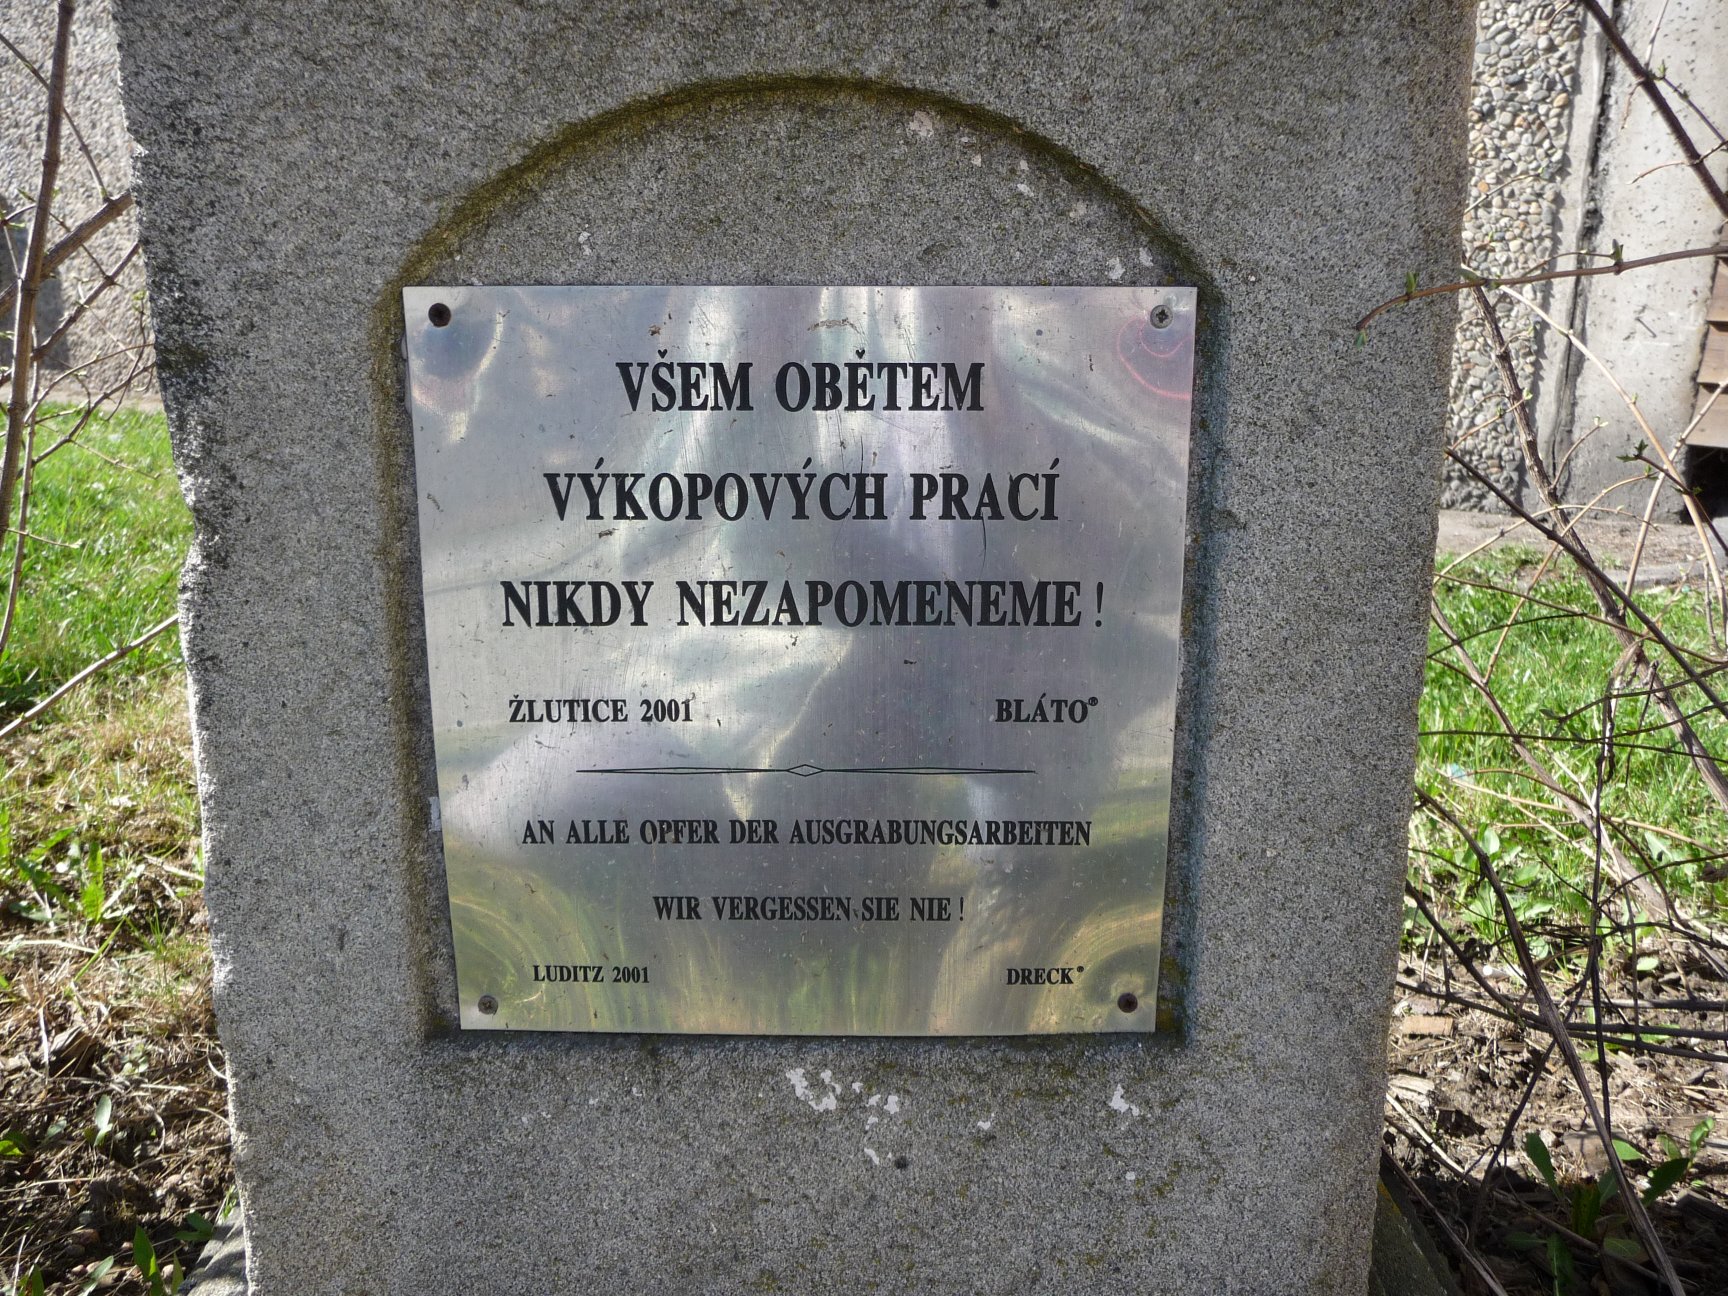 VŠEM OBĚTEM
VÝKOPOVÝCH PRACÍ
NIKDY NEZAPOMENEME !
ŽLUTICE 2001 BLÁTO®
AN ALLE OPFER DER AUSGRABUNGSARBEITEN
WIR VERGESSEN SIE NIE !
LUDITZ 2001 DRECK®